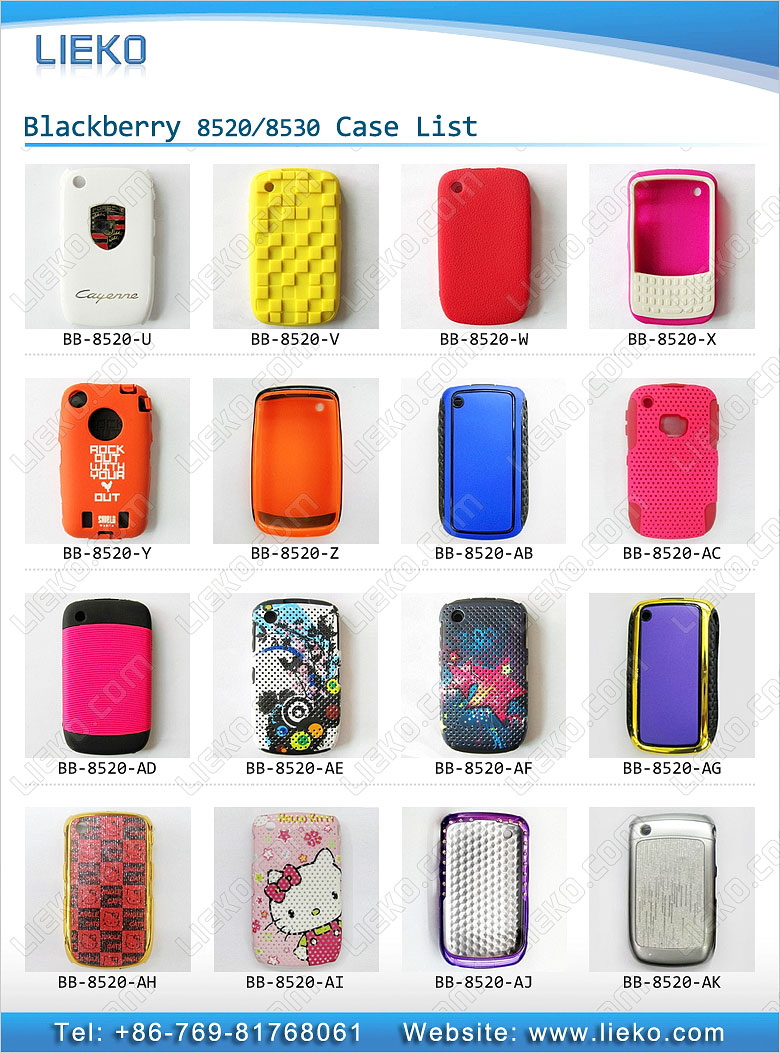 LIEKO
Blackberry 8520/8530 Case List
PORSCHE
Cayenne
BB-8520-U BB-8520-V BB-8520-W BB-8520-X
ROCK
OUT
WITH
YOUR
OUT
SHIELD
BB-8520-Y BB-8520-Z BB-8520-AB BB-8520-AC
BB-8520-AD BB-8520-AE BB-8520-AF BB-8520-AG
Hello Kitty
BB-8520-AH BB-8520-AI BB-8520-AJ BB-8520-AK
Tel: +86-769-81768061 Website: www.lieko.com
LIEKO.com